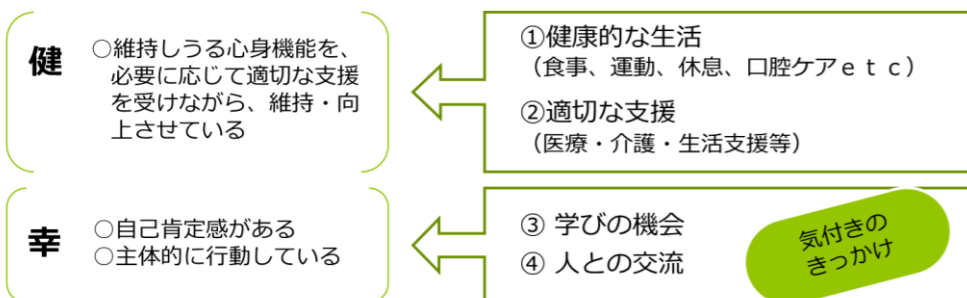 健
○維持しうる心身機能を、
必要に応じて適切な支援
を受けながら、維持・向
上させている
①健康的な生活
（食事、運動、休息、口腔ケアｅｔｃ）
②適切な支援
（医療・介護・生活支援等）
幸
○自己肯定感がある
○主体的に行動している
③ 学びの機会
④ 人との交流
気付きの
きっかけ